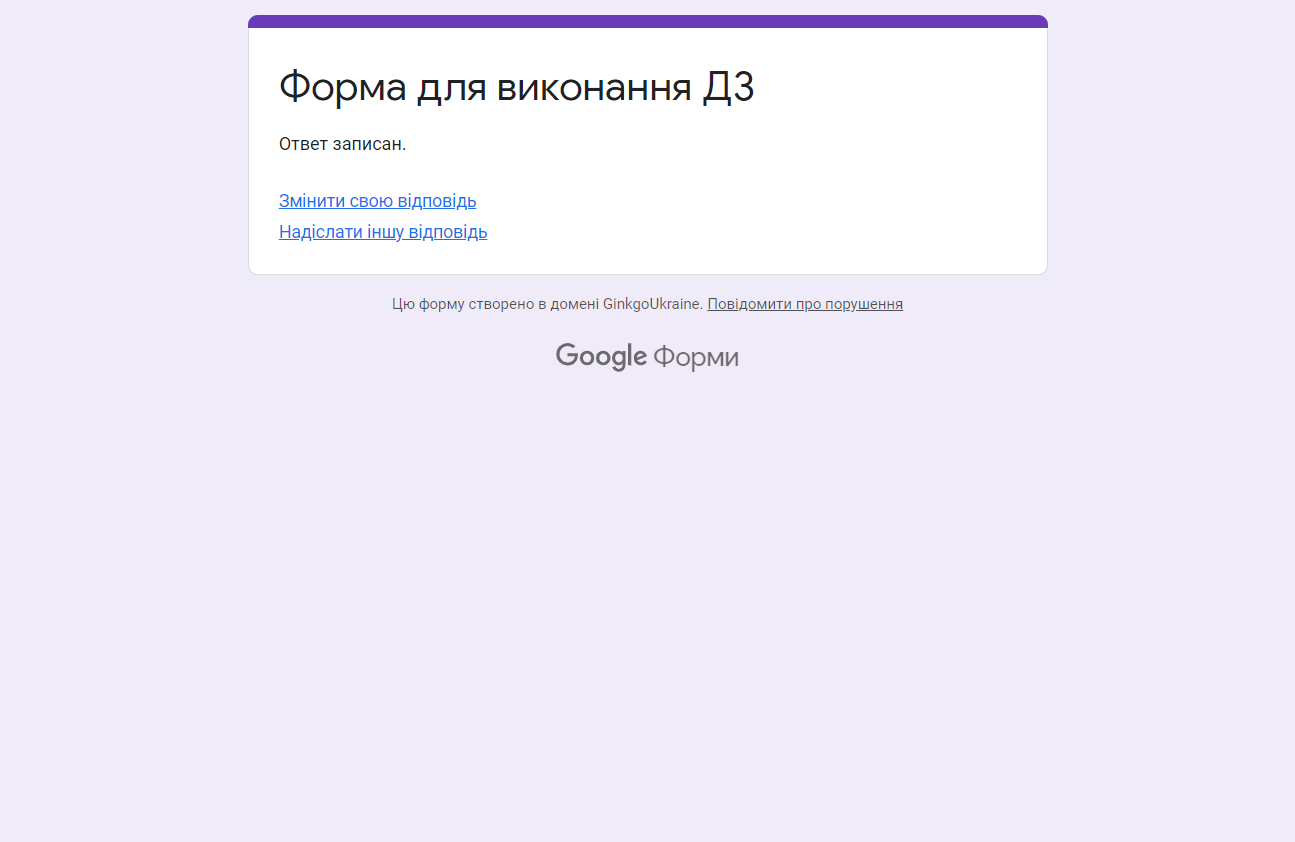 Форма для виконання ДЗ
Ответ записан.
Змінити свою відповідь
Надіслати іншу відповідь
Цю форму створено в домені GinkgoUkraine. Повідомити про порушення
Google Форми